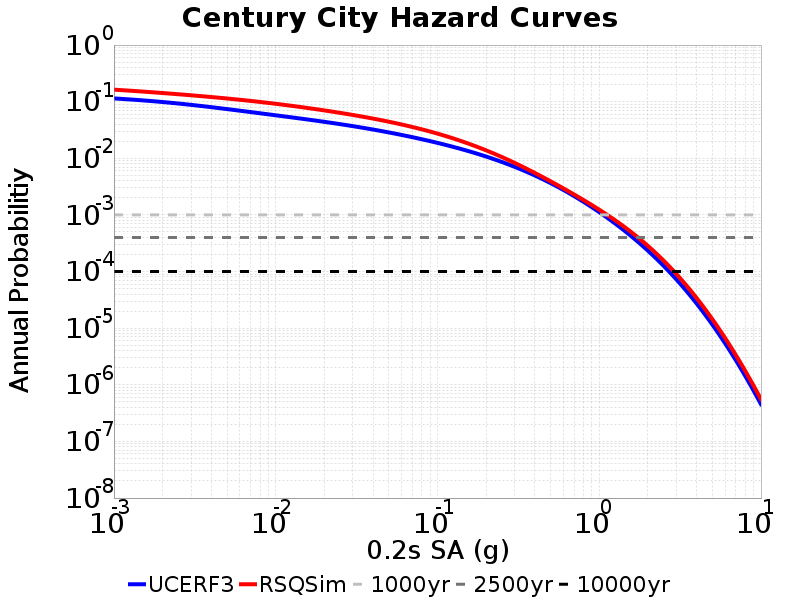 Century City Hazard Curves
10^0
10^-1
10^-2
10^-3
10^-4
10^-5
10^-6
10^-7
10^-8
Annual Probabilitiy
10^-3 10^-2 10^-1 10^0 10^1
0.2s SA (g)
UCERF3 RSQSim 1000yr 2500yr 10000yr